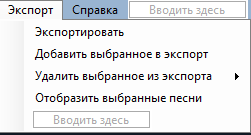 Экспорт Справка Вводить здесь
Экспортировать
Добавить выбранное в экспорт
Удалить выбранное из экспорта
Отобразить выбранные песни
Вводить здесь